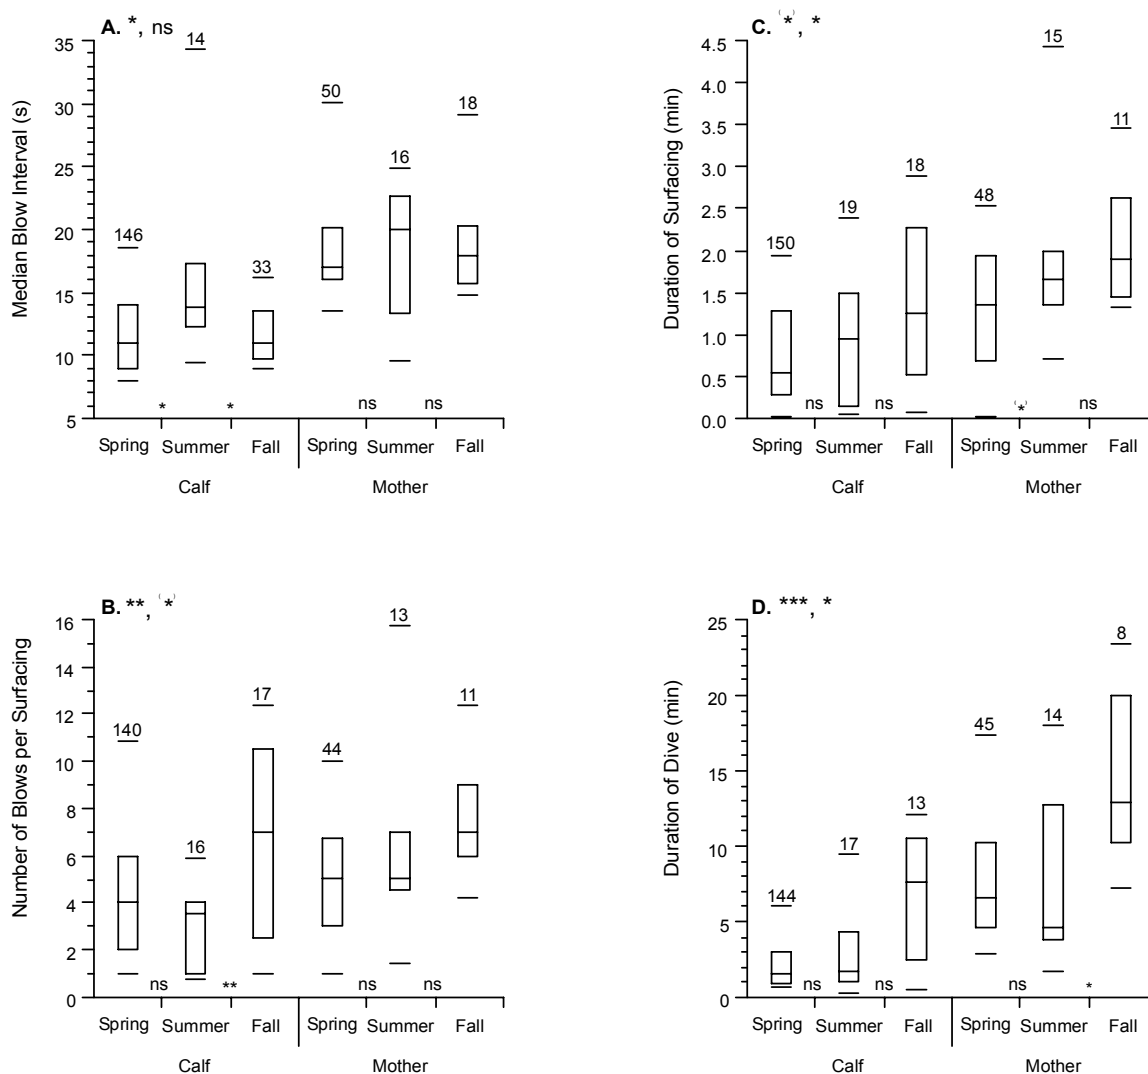 A. *, ns
Median Blow Interval (s)
35
30
25
20
15
10
5
146
14
33
50
16
18
* * ns ns
Spring Summer Fall Spring Summer Fall
Calf Mother
C. (*), *
Duration of Surfacing (min)
4.5
4.0
3.5
3.0
2.5
2.0
1.5
1.0
0.5
0.0
150
19
18
48
15
11
ns ns (*) ns
Spring Summer Fall Spring Summer Fall
Calf Mother
B. **, (*)
Number of Blows per Surfacing
16
14
12
10
8
6
4
2
0
140
16
17
44
13
11
ns ** ns ns
Spring Summer Fall Spring Summer Fall
Calf Mother
D. ***, *
Duration of Dive (min)
25
20
15
10
5
0
144
17
13
45
14
8
ns ns ns *
Spring Summer Fall Spring Summer Fall
Calf Mother